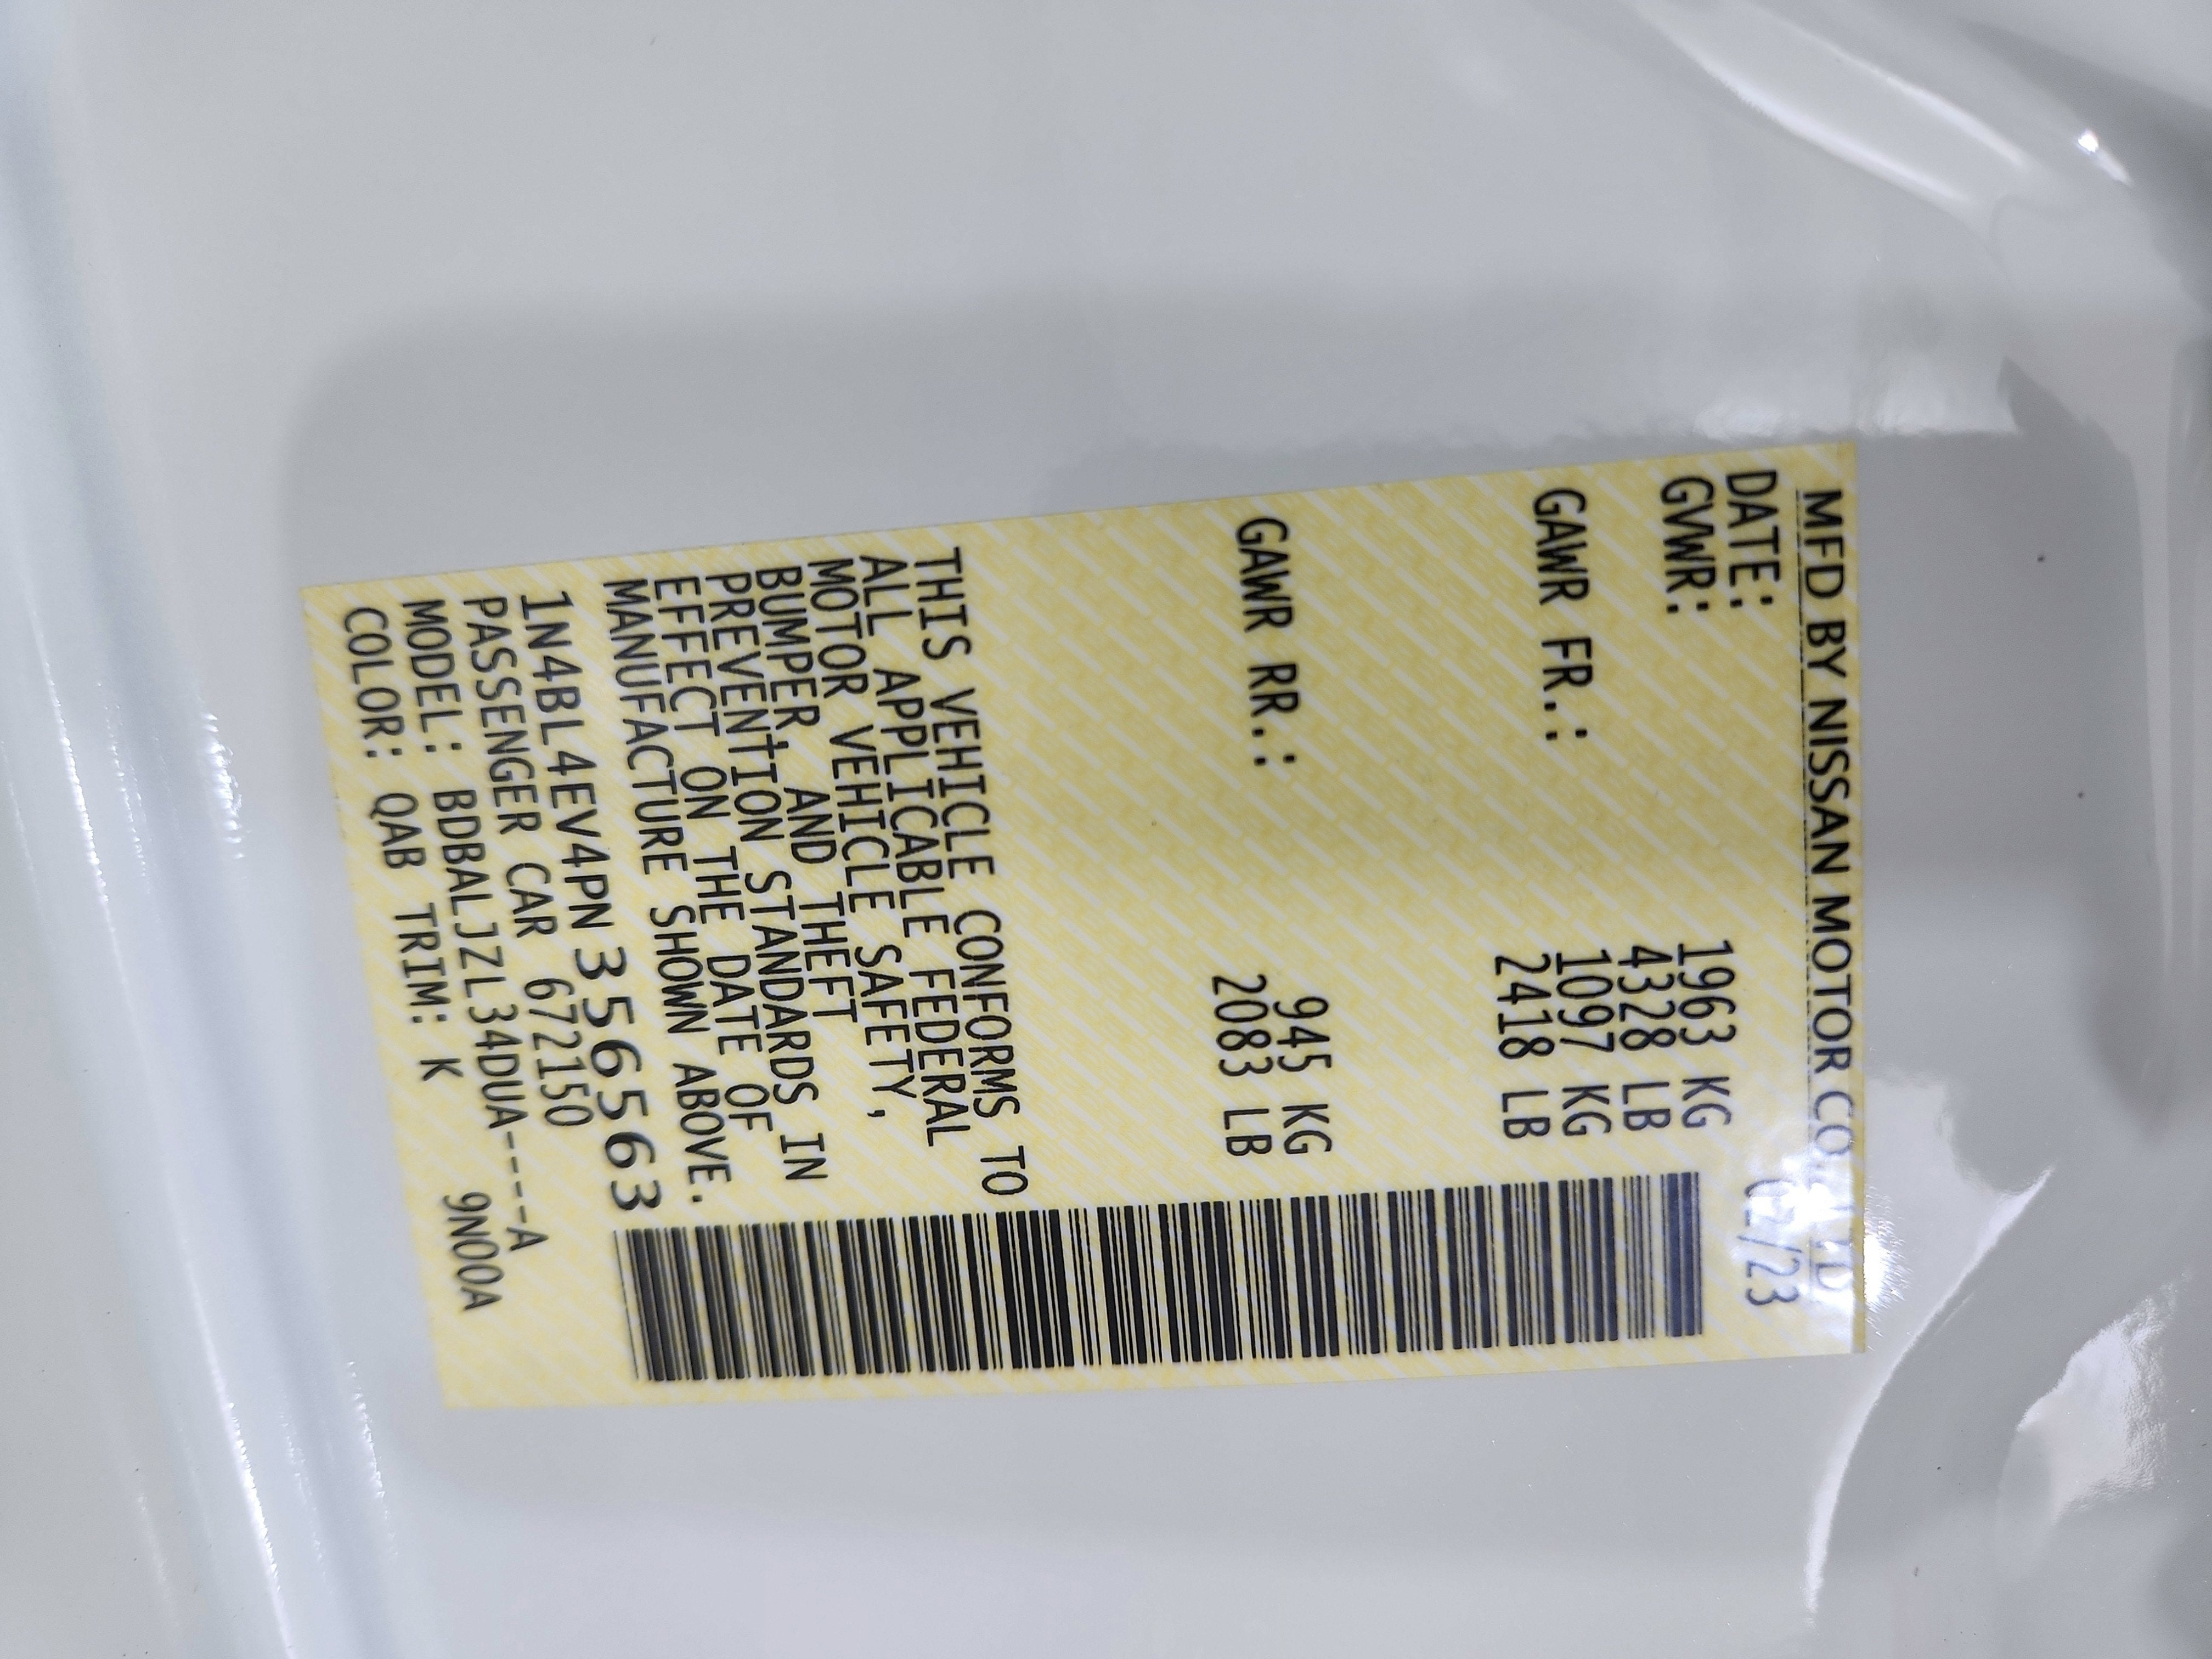 MFD BY NISSAN MOTOR CO., LTD
DATE: /23
GVWR: 1963 KG
4328 LB
GAWR FR.: 1097 KG
2418 LB
GAWR RR.: 945 KG
2083 LB
THIS VEHICLE CONFORMS TO
ALL APPLICABLE FEDERAL
MOTOR VEHICLE SAFETY,
BUMPER, AND THEFT
PREVENTION STANDARDS IN
EFFECT ON THE DATE OF
MANUFACTURE SHOWN ABOVE.
1N4BL4EV4PN 356563
PASSENGER CAR 672150
MODEL: BDBALJZL34DUA----A
COLOR: QAB TRIM: K 9N00A